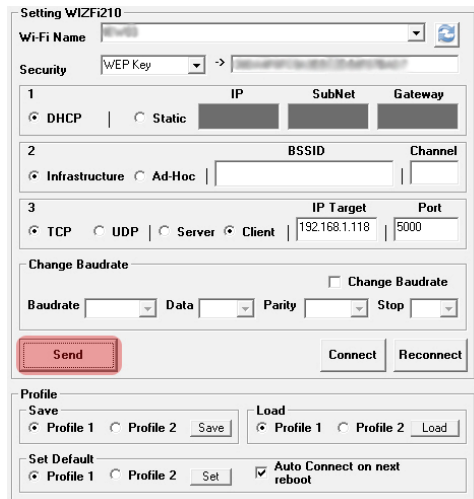 Setting WIZFi210
Wi-Fi Name
Security WEP Key ->
1 IP SubNet Gateway
DHCP | Static
2 BSSID Channel
Infrastructure Ad-Hoc |
3 IP Target Port
TCP UDP | Server Client | 192.168.1.118 5000
Change Baudrate
Change Baudrate
Baudrate Data Parity Stop
Send Connect Reconnect
Profile
Save Load
Profile 1 Profile 2 Save Profile 1 Profile 2 Load
Set Default
Profile 1 Profile 2 Set Auto Connect on next
reboot